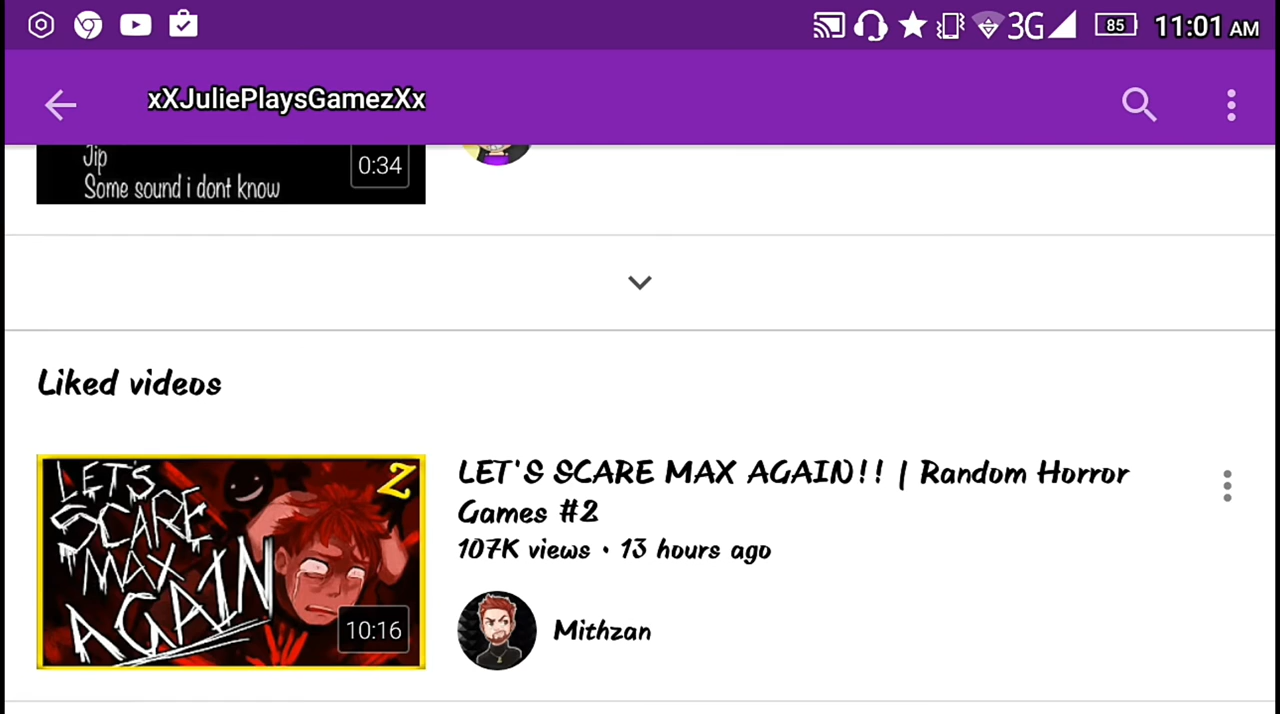 3G 85 11:01 AM
xXJuliePlaysGamezXx
Jip
Some sound i dont know
0:34
Liked videos
LET'S
SCARE
MAX
AGAIN
Z
10:16
LET'S SCARE MAX AGAIN!! | Random Horror
Games #2
107K views • 13 hours ago
Mithzan